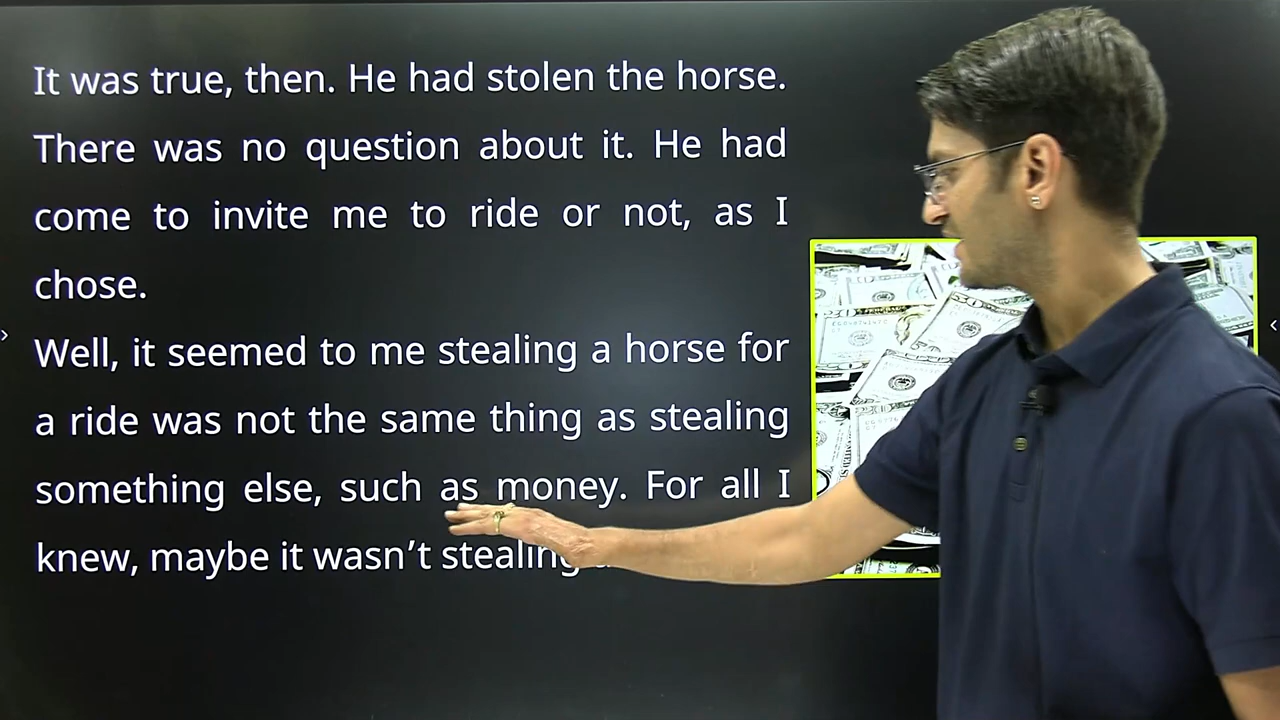 It was true, then. He had stolen the horse.
There was no question about it. He had
come to invite me to ride or not, as I
chose.
Well, it seemed to me stealing a horse for
a ride was not the same thing as stealing
something else, such as money. For all I
knew, maybe it wasn’t stealing